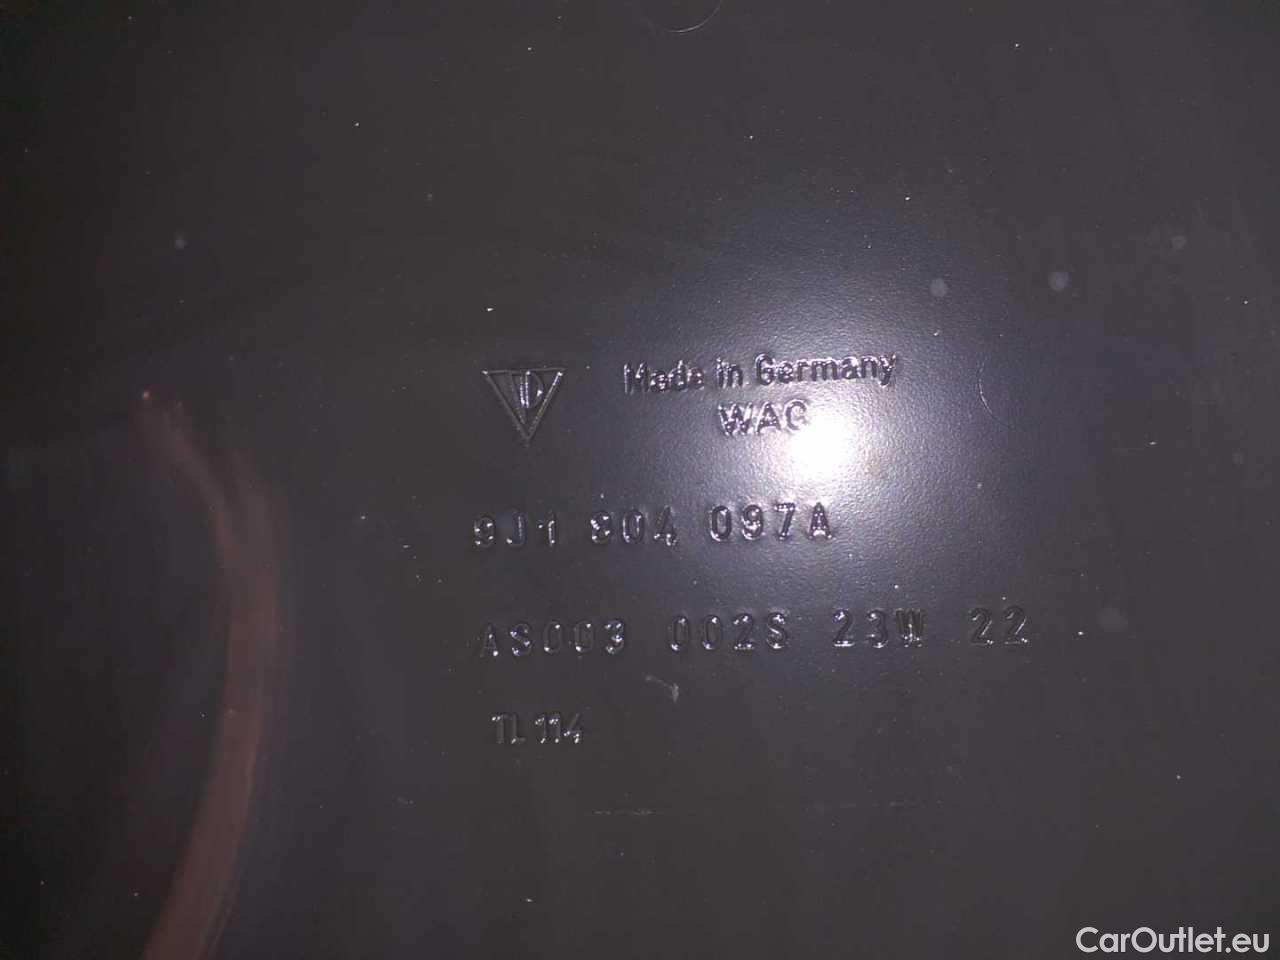 Made in Germany
WAG
9J1 804 097A
AS003 002S 23W 22
TL 114
CarOutlet.eu